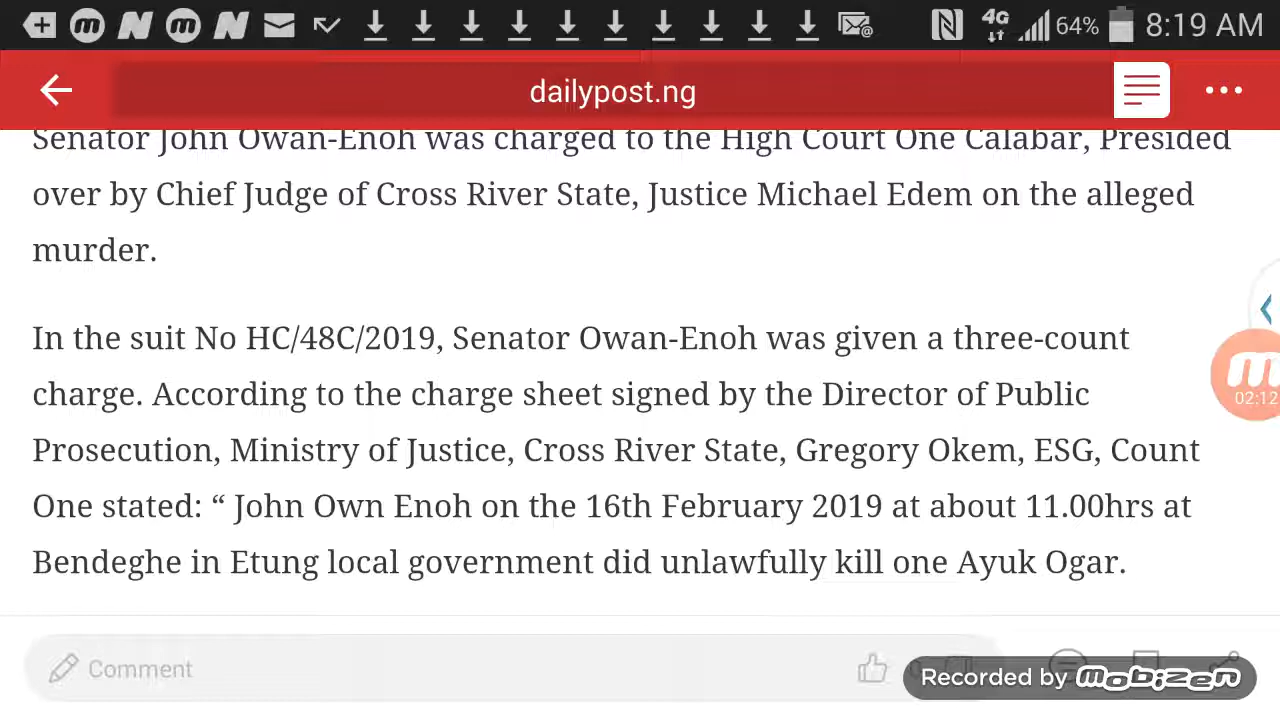 64% 8:19 AM
dailypost.ng
Senator John Owan-Enoh was charged to the High Court One Calabar, Presided
over by Chief Judge of Cross River State, Justice Michael Edem on the alleged
murder.
In the suit No HC/48C/2019, Senator Owan-Enoh was given a three-count
charge. According to the charge sheet signed by the Director of Public
Prosecution, Ministry of Justice, Cross River State, Gregory Okem, ESG, Count
One stated: “ John Own Enoh on the 16th February 2019 at about 11.00hrs at
Bendeghe in Etung local government did unlawfully kill one Ayuk Ogar.
4G
02:12
Comment
Recorded by mobizen